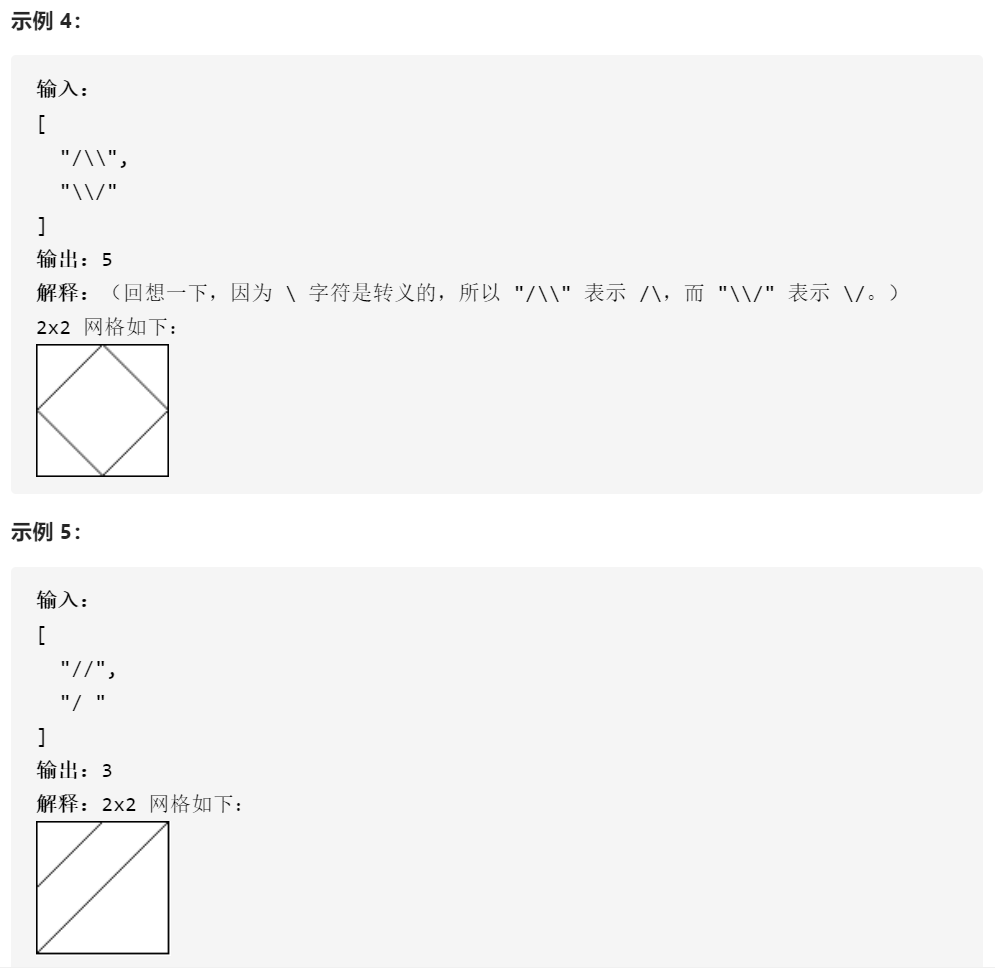 示例 4：
输入：
[
  "/\\",
  "\\/"
]
输出：5
解释：（回想一下，因为 \ 字符是转义的，所以 "/\\" 表示 /\，而 "\\/" 表示 \/。）
2x2 网格如下：
示例 5：
输入：
[
  "//",
  "/ "
]
输出：3
解释：2x2 网格如下：